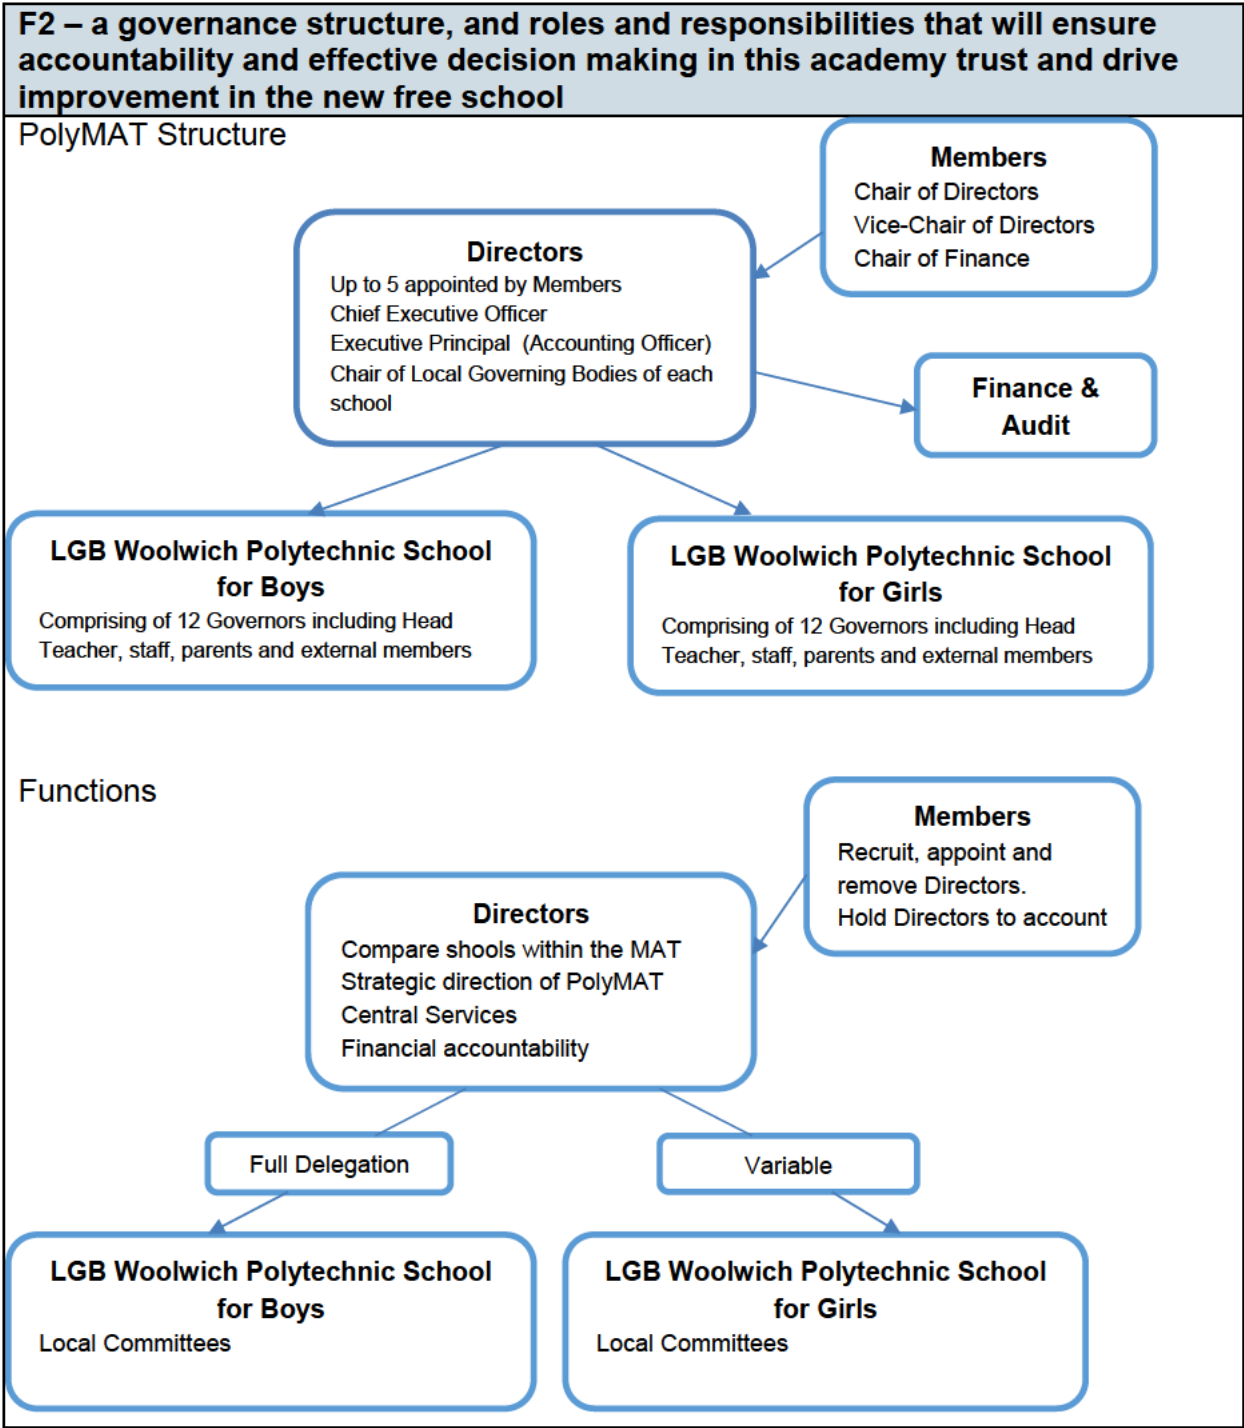 F2 – a governance structure, and roles and responsibilities that will ensure
accountability and effective decision making in this academy trust and drive
improvement in the new free school
PolyMAT Structure
Members
Chair of Directors
Vice-Chair of Directors
Chair of Finance
Directors
Up to 5 appointed by Members
Chief Executive Officer
Executive Principal (Accounting Officer)
Chair of Local Governing Bodies of each
school
Finance &
Audit
LGB Woolwich Polytechnic School
for Boys
Comprising of 12 Governors including Head
Teacher, staff, parents and external members
LGB Woolwich Polytechnic School
for Girls
Comprising of 12 Governors including Head
Teacher, staff, parents and external members
Functions
Members
Recruit, appoint and
remove Directors.
Hold Directors to account
Directors
Compare shools within the MAT
Strategic direction of PolyMAT
Central Services
Financial accountability
Full Delegation
Variable
LGB Woolwich Polytechnic School
for Boys
Local Committees
LGB Woolwich Polytechnic School
for Girls
Local Committees